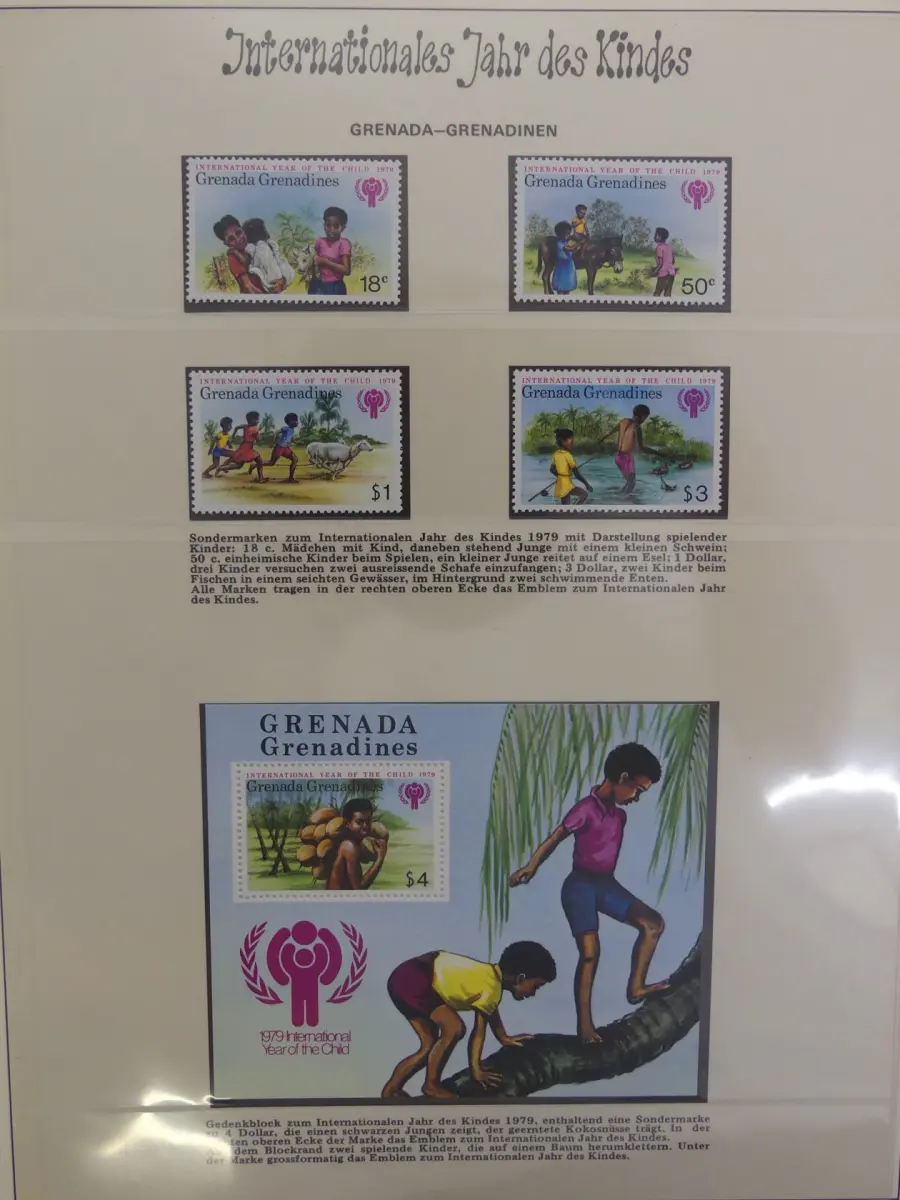 Internationales Jahr des Kindes
GRENADA—GRENADINEN
INTERNATIONAL YEAR OF THE CHILD 1979
Grenada Grenadines
18c
INTERNATIONAL YEAR OF THE CHILD 1979
Grenada Grenadines
50c
INTERNATIONAL YEAR OF THE CHILD 1979
Grenada Grenadines
$1
INTERNATIONAL YEAR OF THE CHILD 1979
Grenada Grenadines
$3
Sondermarken zum Internationalen Jahr des Kindes 1979 mit Darstellung spielender
Kinder: 18 c. Mädchen mit Kind, daneben stehend Junge mit einem kleinen Schwein;
50 c. einheimische Kinder beim Spielen, ein kleiner Junge reitet auf einem Esel; 1 Dollar,
drei Kinder versuchen zwei ausreissende Schafe einzufangen; 3 Dollar, zwei Kinder beim
Fischen in einem seichten Gewässer, im Hintergrund zwei schwimmende Enten.
Alle Marken tragen in der rechten oberen Ecke das Emblem zum Internationalen Jahr
des Kindes.
GRENADA
Grenadines
INTERNATIONAL YEAR OF THE CHILD 1979
Grenada Grenadines
$4
1979 International
Year of the Child
Gedenkblock zum Internationalen Jahr des Kindes 1979, enthaltend eine Sondermarke
4 Dollar, die einen schwarzen Jungen zeigt, der geerntete Kokosnüsse trägt. In der
oberen Ecke der Marke das Emblem zum Internationalen Jahr des Kindes.
dem Blockrand zwei spielende Kinder, die auf einem Baum herumklettern. Unter
der Marke grossformatig das Emblem zum Internationalen Jahr des Kindes.